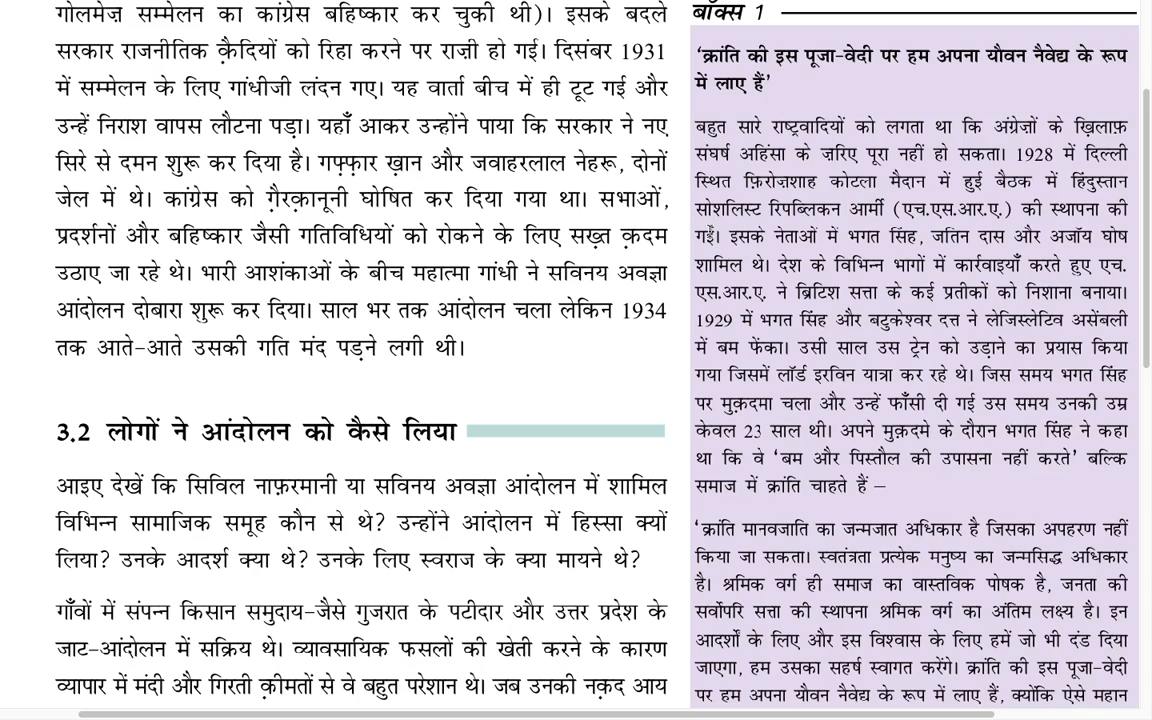 गोलमेज़ सम्मेलन का कांग्रेस बहिष्कार कर चुकी थी)। इसके बदले
सरकार राजनीतिक क़ैदियों को रिहा करने पर राज़ी हो गई। दिसंबर 1931
में सम्मेलन के लिए गांधीजी लंदन गए। यह वार्ता बीच में ही टूट गई और
उन्हें निराश वापस लौटना पड़ा। यहाँ आकर उन्होंने पाया कि सरकार ने नए
सिरे से दमन शुरू कर दिया है। गफ़्फ़ार ख़ान और जवाहरलाल नेहरू, दोनों
जेल में थे। कांग्रेस को ग़ैरक़ानूनी घोषित कर दिया गया था। सभाओं,
प्रदर्शनों और बहिष्कार जैसी गतिविधियों को रोकने के लिए सख़्त क़दम
उठाए जा रहे थे। भारी आशंकाओं के बीच महात्मा गांधी ने सविनय अवज्ञा
आंदोलन दोबारा शुरू कर दिया। साल भर तक आंदोलन चला लेकिन 1934
तक आते-आते उसकी गति मंद पड़ने लगी थी।
3.2 लोगों ने आंदोलन को कैसे लिया
आइए देखें कि सिविल नाफ़रमानी या सविनय अवज्ञा आंदोलन में शामिल
विभिन्न सामाजिक समूह कौन से थे? उन्होंने आंदोलन में हिस्सा क्यों
लिया? उनके आदर्श क्या थे? उनके लिए स्वराज के क्या मायने थे?
गाँवों में संपन्न किसान समुदाय-जैसे गुजरात के पटीदार और उत्तर प्रदेश के
जाट-आंदोलन में सक्रिय थे। व्यावसायिक फसलों की खेती करने के कारण
व्यापार में मंदी और गिरती क़ीमतों से वे बहुत परेशान थे। जब उनकी नक़द आय
बॉक्स 1
‘क्रांति की इस पूजा-वेदी पर हम अपना यौवन नैवेद्य के रूप
में लाए हैं’
बहुत सारे राष्ट्रवादियों को लगता था कि अंग्रेज़ों के ख़िलाफ़
संघर्ष अहिंसा के ज़रिए पूरा नहीं हो सकता। 1928 में दिल्ली
स्थित फ़िरोज़शाह कोटला मैदान में हुई बैठक में हिंदुस्तान
सोशलिस्ट रिपब्लिकन आर्मी (एच.एस.आर.ए.) की स्थापना की
गई। इसके नेताओं में भगत सिंह, जतिन दास और अजॉय घोष
शामिल थे। देश के विभिन्न भागों में कार्रवाइयाँ करते हुए एच.
एस.आर.ए. ने ब्रिटिश सत्ता के कई प्रतीकों को निशाना बनाया।
1929 में भगत सिंह और बटुकेश्वर दत्त ने लेजिस्लेटिव असेंबली
में बम फेंका। उसी साल उस ट्रेन को उड़ाने का प्रयास किया
गया जिसमें लॉर्ड इरविन यात्रा कर रहे थे। जिस समय भगत सिंह
पर मुक़दमा चला और उन्हें फाँसी दी गई उस समय उनकी उम्र
केवल 23 साल थी। अपने मुक़दमे के दौरान भगत सिंह ने कहा
था कि वे ‘बम और पिस्तौल की उपासना नहीं करते’ बल्कि
समाज में क्रांति चाहते हैं –
‘क्रांति मानवजाति का जन्मजात अधिकार है जिसका अपहरण नहीं
किया जा सकता। स्वतंत्रता प्रत्येक मनुष्य का जन्मसिद्ध अधिकार
है। श्रमिक वर्ग ही समाज का वास्तविक पोषक है, जनता की
सर्वोपरि सत्ता की स्थापना श्रमिक वर्ग का अंतिम लक्ष्य है। इन
आदर्शों के लिए और इस विश्वास के लिए हमें जो भी दंड दिया
जाएगा, हम उसका सहर्ष स्वागत करेंगे। क्रांति की इस पूजा-वेदी
पर हम अपना यौवन नैवेद्य के रूप में लाए हैं, क्योंकि ऐसे महान